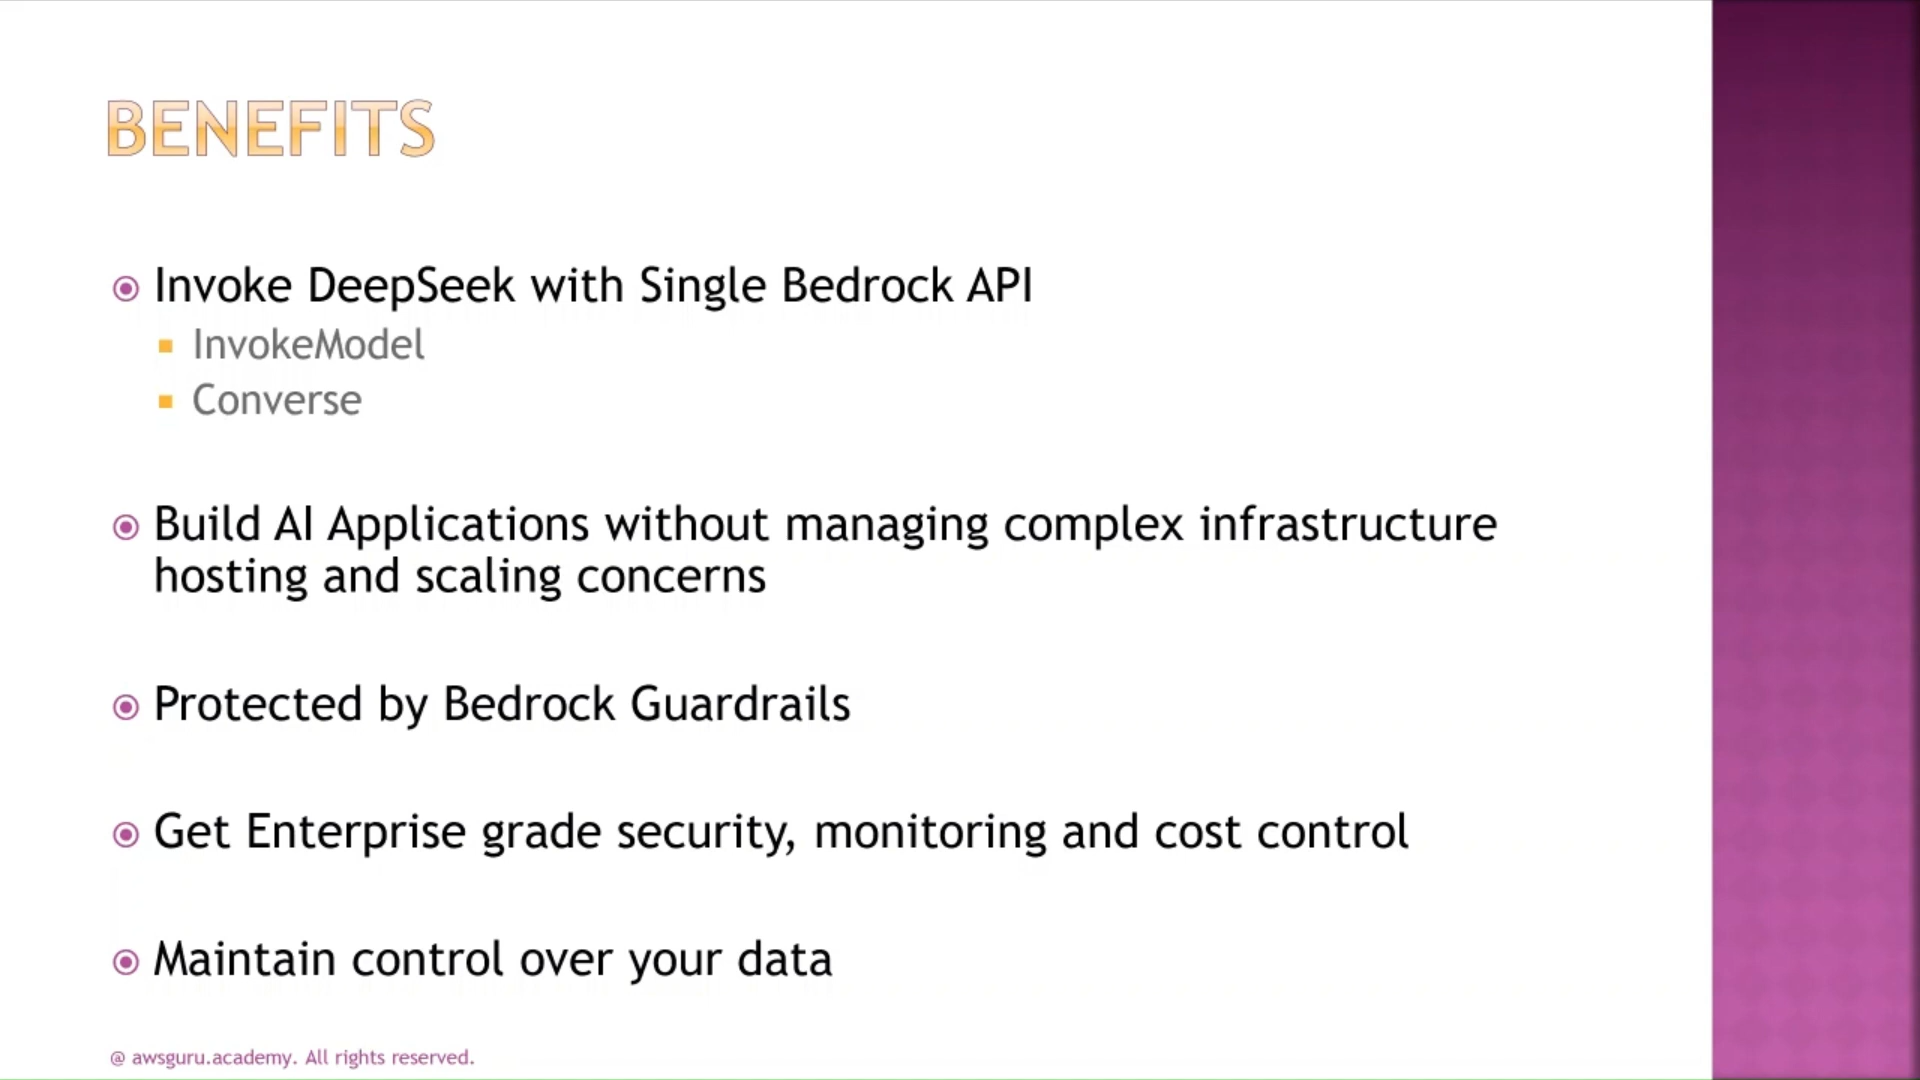 BENEFITS
Invoke DeepSeek with Single Bedrock API
InvokeModel
Converse
Build AI Applications without managing complex infrastructure
hosting and scaling concerns
Protected by Bedrock Guardrails
Get Enterprise grade security, monitoring and cost control
Maintain control over your data
@ awsguru.academy. All rights reserved.